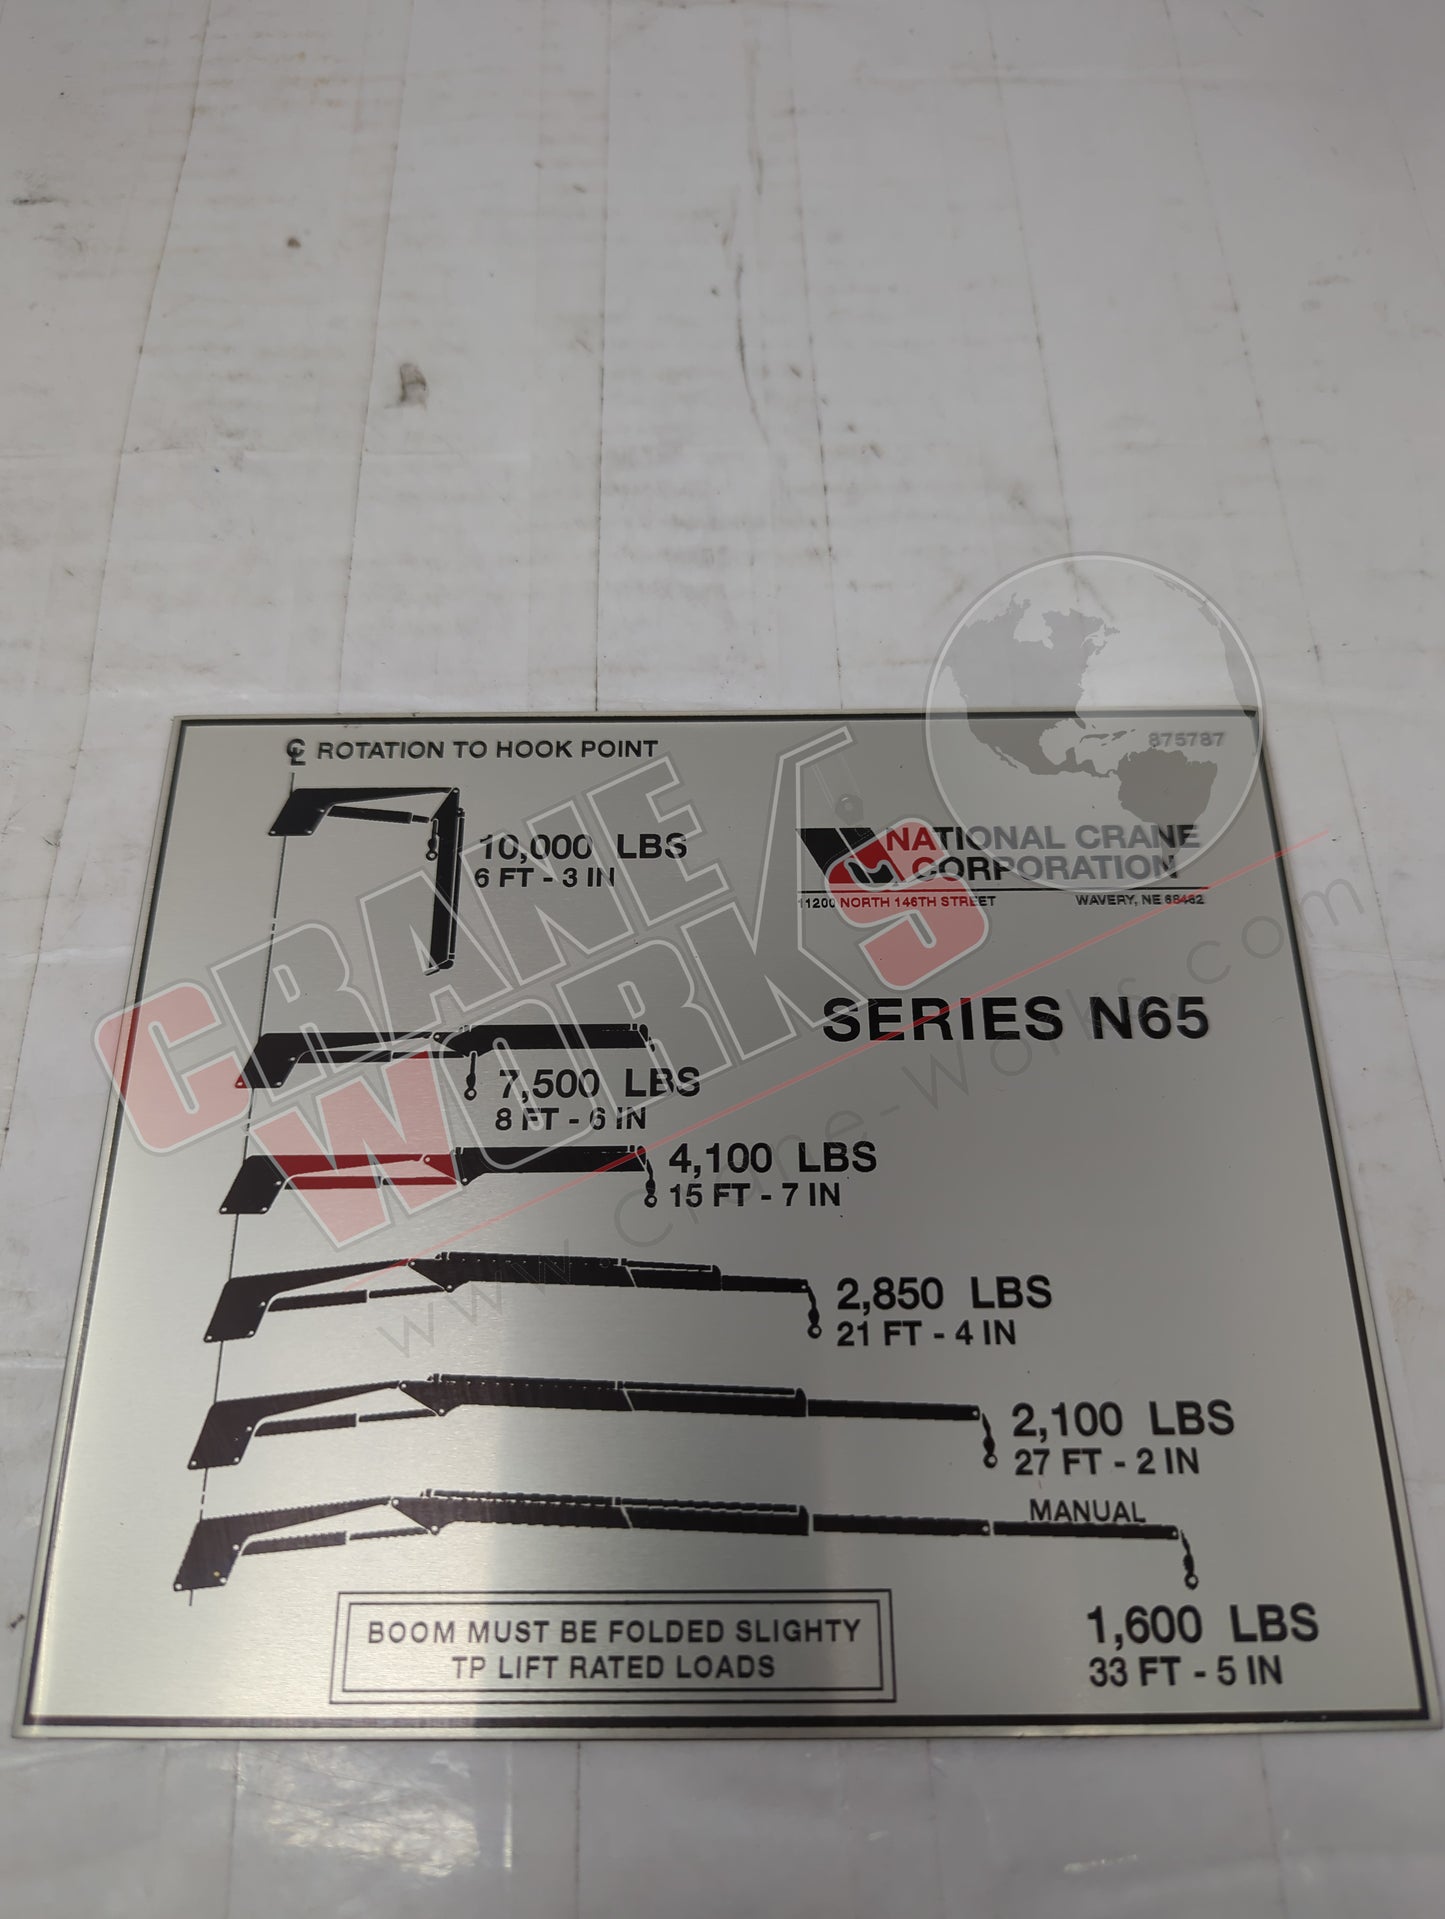 ℄ ROTATION TO HOOK POINT
875787
10,000 LBS
6 FT - 3 IN
NATIONAL CRANE
CORPORATION
11200 NORTH 146TH STREET WAVERY, NE 68462
SERIES N65
7,500 LBS
8 FT - 6 IN
4,100 LBS
15 FT - 7 IN
2,850 LBS
21 FT - 4 IN
2,100 LBS
27 FT - 2 IN
MANUAL
1,600 LBS
33 FT - 5 IN
BOOM MUST BE FOLDED SLIGHTY
TP LIFT RATED LOADS
CRANE
WORKS
www.crane-works.com